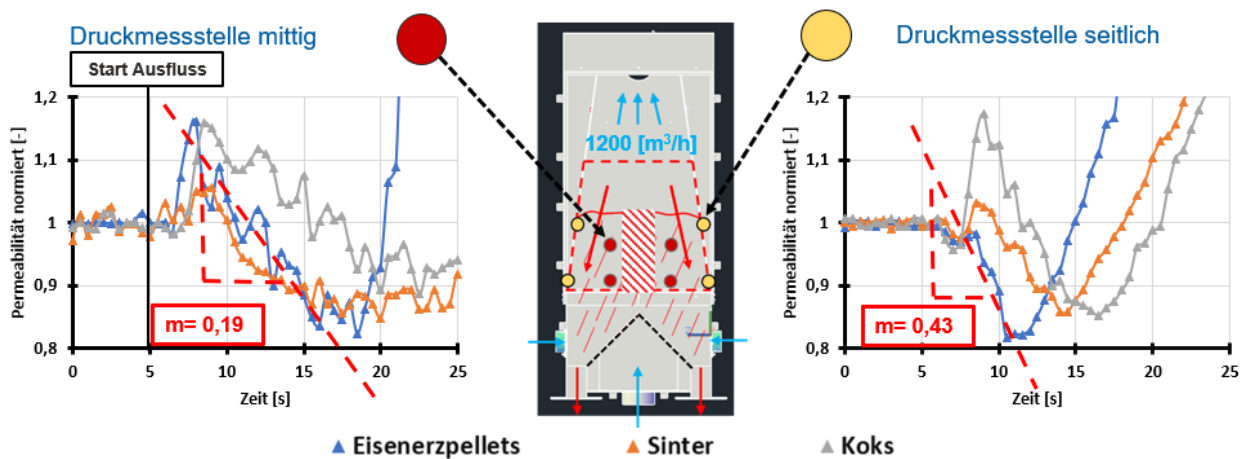 Druckmessstelle mittig
Druckmessstelle seitlich
Start Ausfluss
1200 [m³/h]
Permeabilität normiert [-]
1,2
1,1
1
0,9
0,8
0
5
10
15
20
25
Zeit [s]
m= 0,19
Permeabilität normiert [-]
1,2
1,1
1
0,9
0,8
0
5
10
15
20
25
Zeit [s]
m= 0,43
Eisenerzpellets
Sinter
Koks